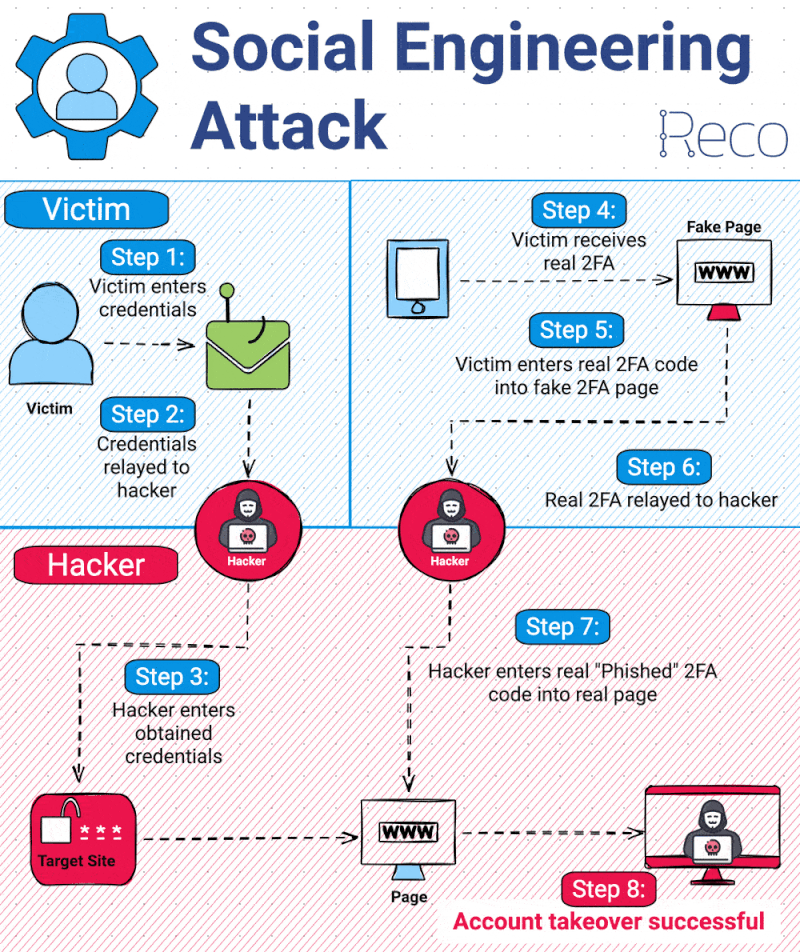 Social Engineering
Attack
Reco
Victim
Step 1:
Victim enters
credentials
Victim
Step 2:
Credentials
relayed to
hacker
Hacker
Step 4:
Victim receives
real 2FA
Fake Page
WWW
Step 5:
Victim enters real 2FA code
into fake 2FA page
Step 6:
Real 2FA relayed to hacker
Hacker
Hacker
Step 3:
Hacker enters
obtained
credentials
Step 7:
Hacker enters real "Phished" 2FA
code into real page
***
Target Site
WWW
Page
Step 8:
Account takeover successful